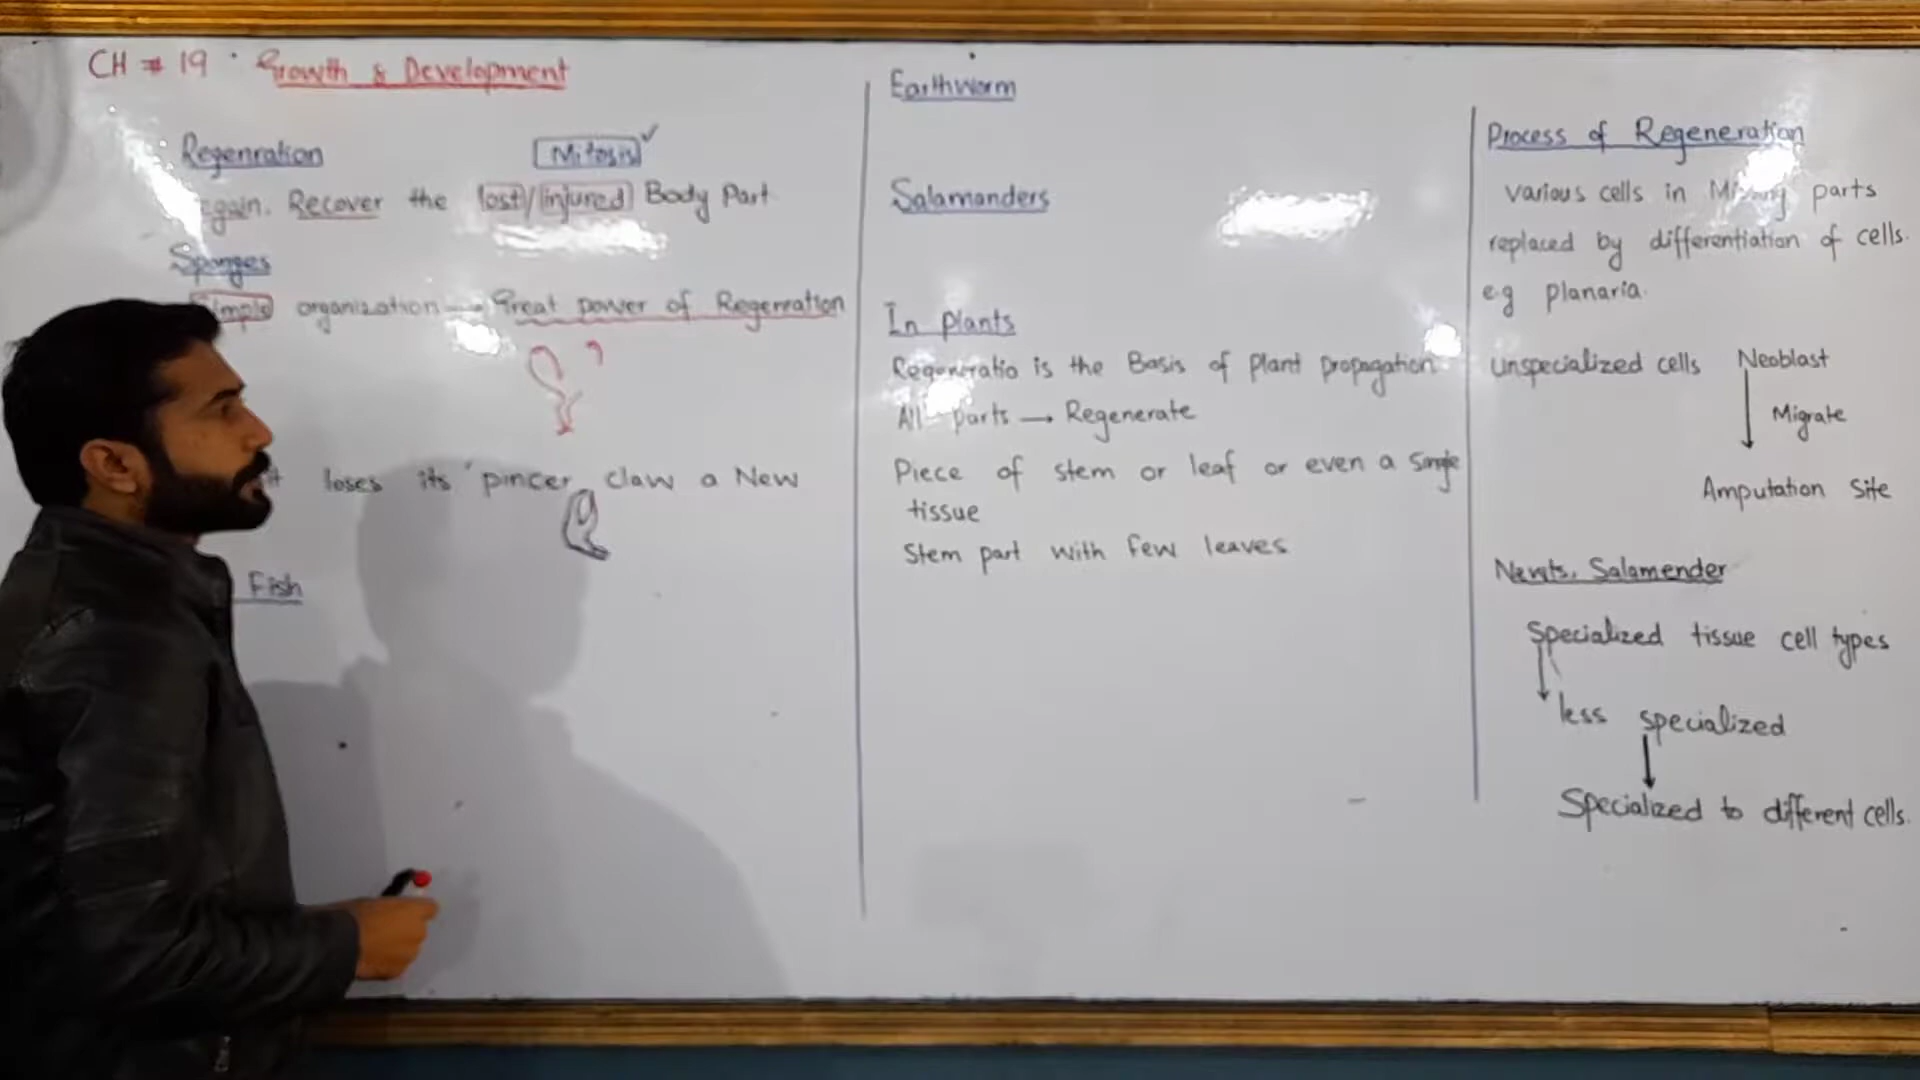 CH # 19 Growth & Development
Regenration Mitosis
again. Recover the lost/injured Body Part
Sponges
Simple organization → Great power of Regenration
it loses its pincer claw a New
Fish
Earthworm
Salamanders
In plants
Regeneratio is the Basis of Plant propagation
All parts → Regenerate
Piece of stem or leaf or even a single
tissue
Stem part with few leaves
Process of Regeneration
various cells in Missing parts
replaced by differentiation of cells.
e.g planaria.
unspecialized cells Neoblast
Migrate
Amputation Site
Newts, Salamender
Specialized tissue cell types
less specialized
Specialized to different cells.